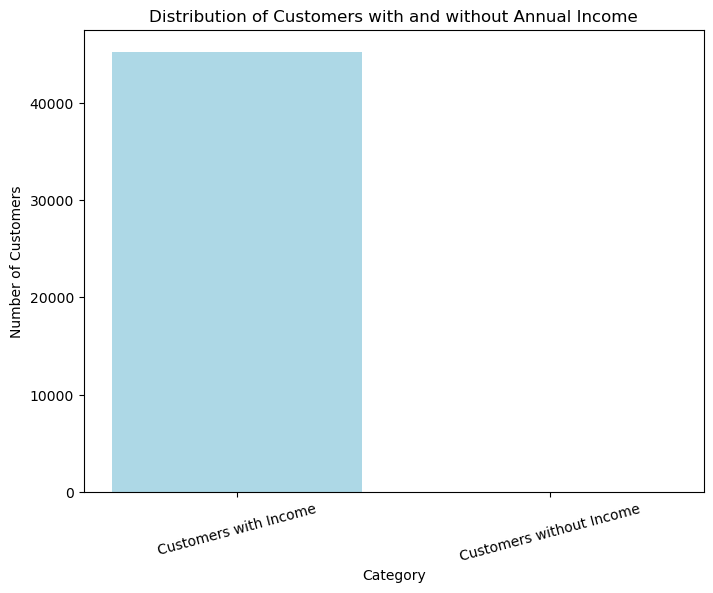 Distribution of Customers with and without Annual Income
Number of Customers
40000
30000
20000
10000
0
Customers with Income
Customers without Income
Category